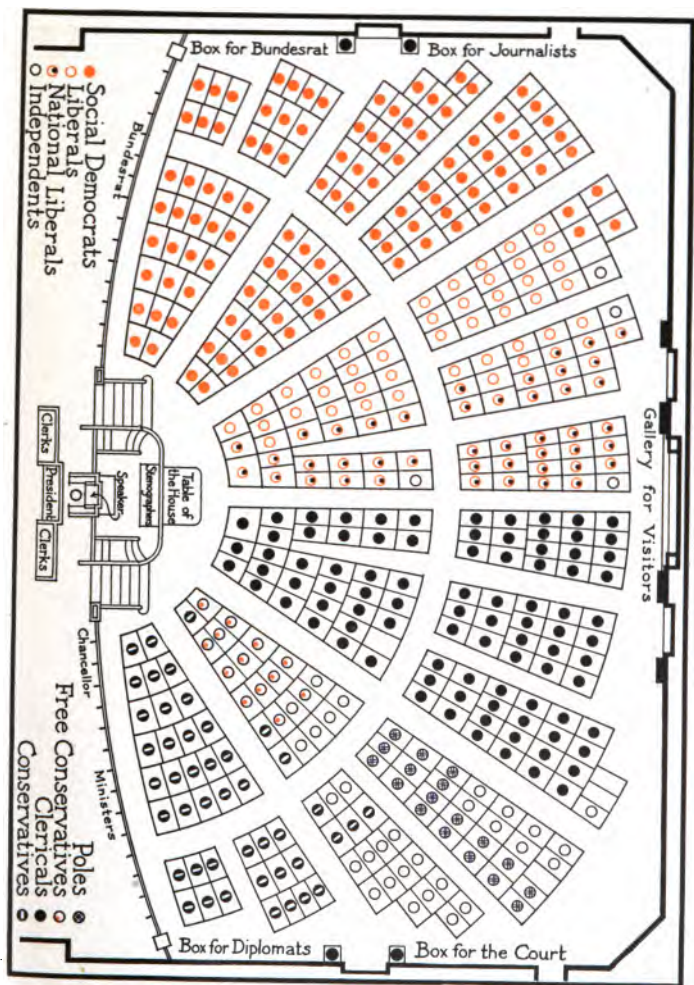 Box for Bundesrat
Box for Journalists
Social Democrats
Liberals
National Liberals
Independents
Bundesrat
Gallery for Visitors
Table of
the House
Stenographers
Speaker
Clerks
President
Clerks
Chancellor
Ministers
Poles
Free Conservatives
Clericals
Conservatives
Box for Diplomats
Box for the Court